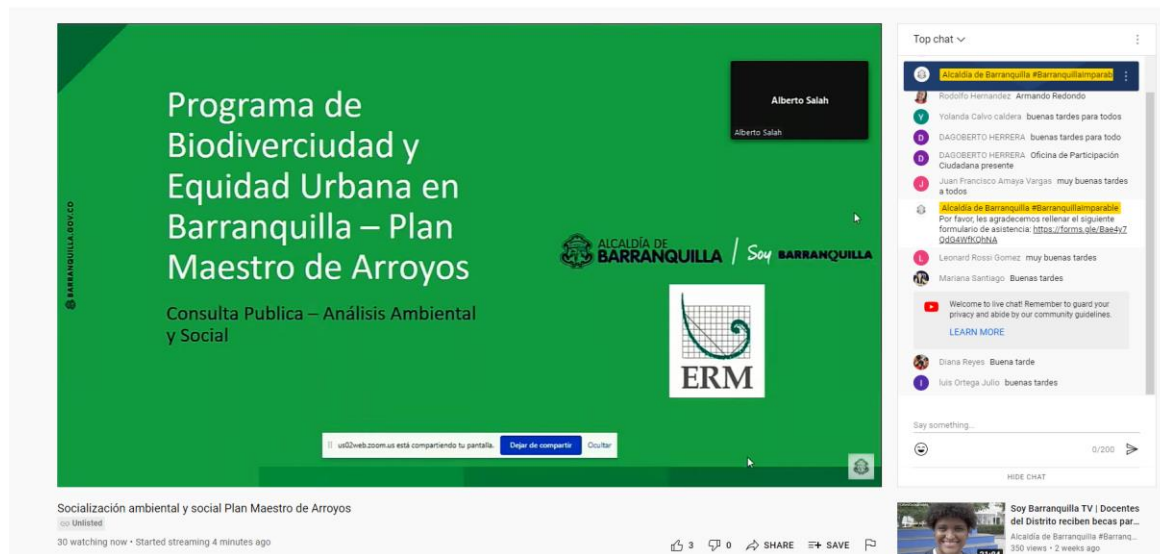 BARRANQUILLA.GOV.CO
Programa de
Biodiverciudad y
Equidad Urbana en
Barranquilla – Plan
Maestro de Arroyos
Consulta Publica – Análisis Ambiental
y Social
Alberto Salah
Alberto Salah
ALCALDÍA DE
BARRANQUILLA
Soy BARRANQUILLA
ERM
us02web.zoom.us está compartiendo tu pantalla.
Dejar de compartir
Ocultar
Socialización ambiental y social Plan Maestro de Arroyos
Unlisted
30 watching now • Started streaming 4 minutes ago
3
0
SHARE
SAVE
Top chat
Alcaldía de Barranquilla #BarranquillaImparab
Rodolfo Hernandez Armando Redondo
Yolanda Calvo caldera buenas tardes para todos
DAGOBERTO HERRERA buenas tardes para todo
DAGOBERTO HERRERA Oficina de Participación
Ciudadana presente
Juan Francisco Amaya Vargas muy buenas tardes
a todos
Alcaldía de Barranquilla #BarranquillaImparable
Por favor, les agradecemos rellenar el siguiente
formulario de asistencia: https://forms.gle/Bae4y7
QdG4WfKQhNA
Leonard Rossi Gomez muy buenas tardes
Mariana Santiago Buenas tardes
Welcome to live chat! Remember to guard your
privacy and abide by our community guidelines.
LEARN MORE
Diana Reyes Buena tarde
luis Ortega Julio buenas tardes
Say something...
0/200
HIDE CHAT
Soy Barranquilla TV | Docentes
del Distrito reciben becas par...
Alcaldía de Barranquilla #Barranq...
350 views • 2 weeks ago